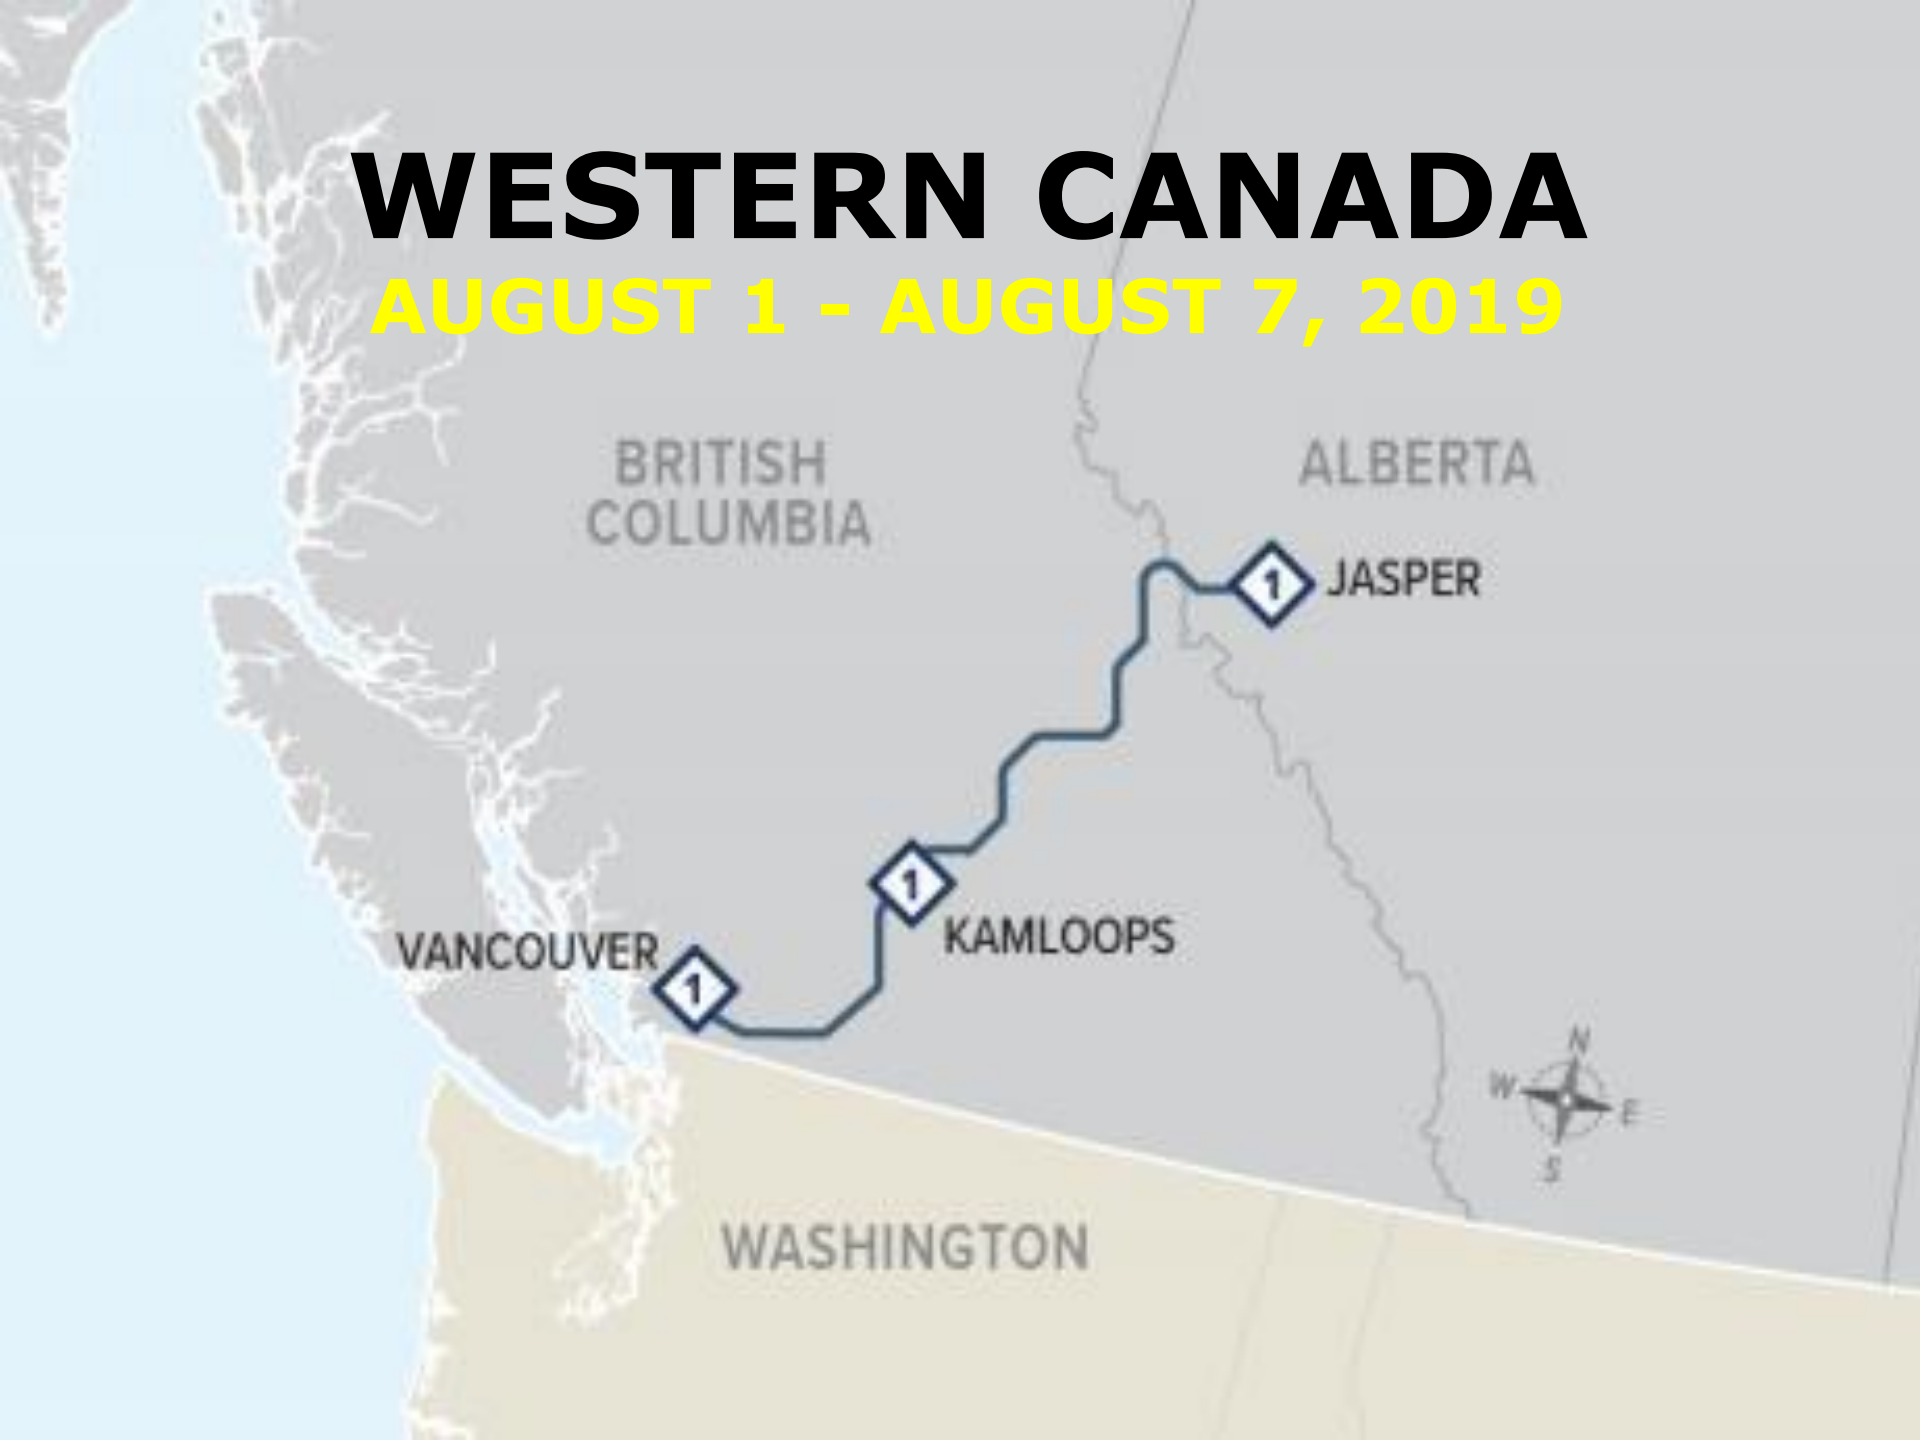 WESTERN CANADA
AUGUST 1 - AUGUST 7, 2019
BRITISH
COLUMBIA
ALBERTA
1 JASPER
1
KAMLOOPS
VANCOUVER
1
N
W
E
S
WASHINGTON